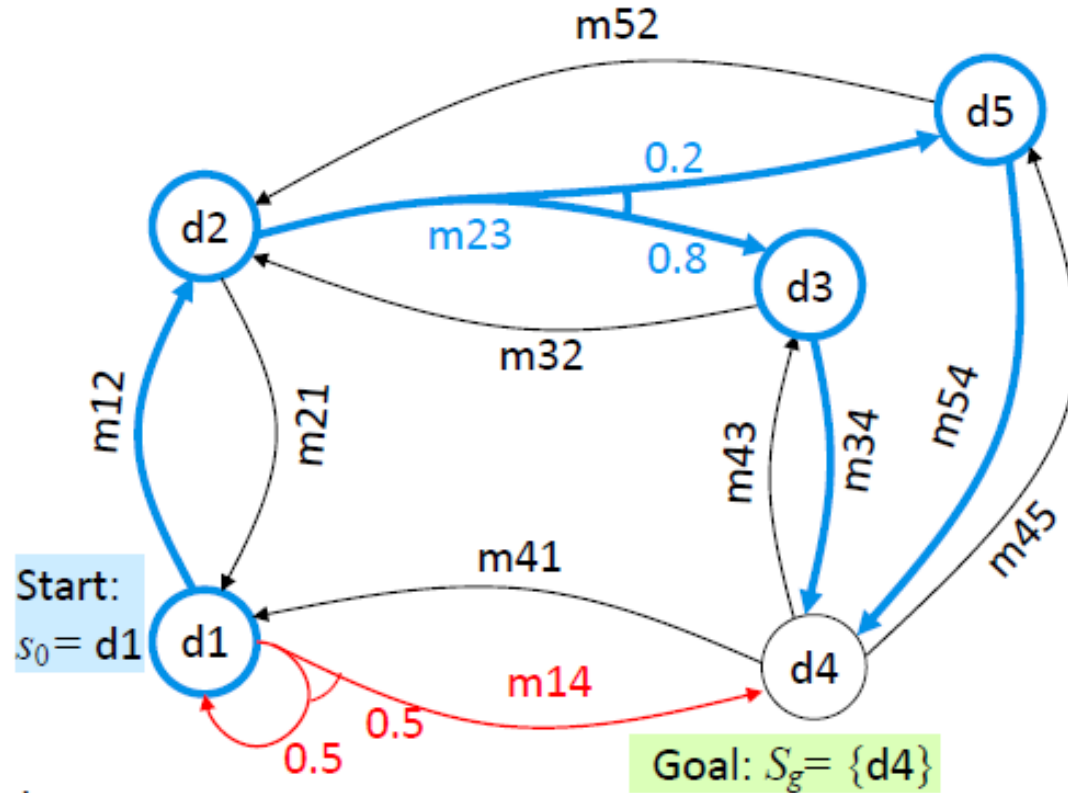 m52
d5
0.2
d2
m23
0.8
d3
m32
m12
m21
m43
m34
m54
m45
m41
Start:
s₀ = d1
d1
m14
0.5
0.5
d4
Goal: S_g = {d4}